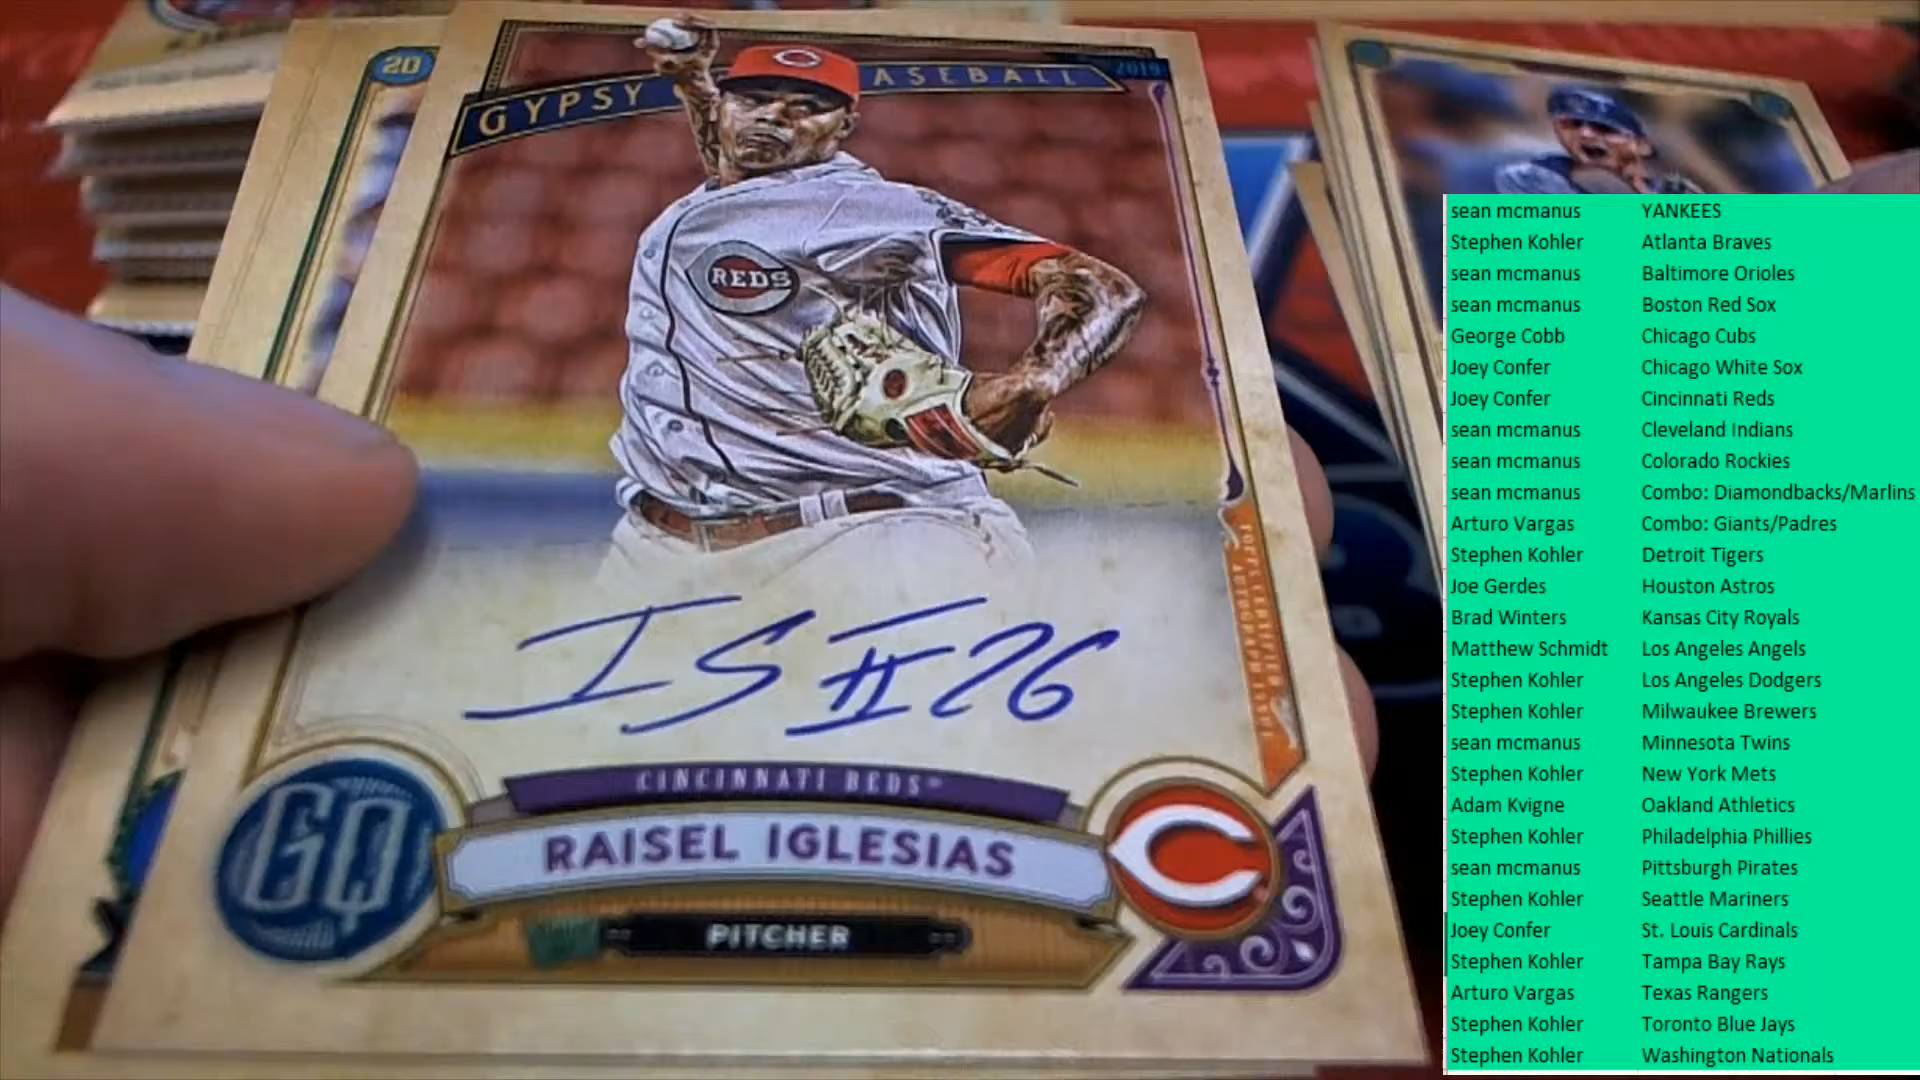 20
GYPSY
ASEBALL
2019
REDS
IS #26
TOPPS CERTIFIED
AUTOGRAPH ISSUE
CINCINNATI REDS
GQ
RAISEL IGLESIAS
C
PITCHER
sean mcmanus YANKEES
Stephen Kohler Atlanta Braves
sean mcmanus Baltimore Orioles
sean mcmanus Boston Red Sox
George Cobb Chicago Cubs
Joey Confer Chicago White Sox
Joey Confer Cincinnati Reds
sean mcmanus Cleveland Indians
sean mcmanus Colorado Rockies
sean mcmanus Combo: Diamondbacks/Marlins
Arturo Vargas Combo: Giants/Padres
Stephen Kohler Detroit Tigers
Joe Gerdes Houston Astros
Brad Winters Kansas City Royals
Matthew Schmidt Los Angeles Angels
Stephen Kohler Los Angeles Dodgers
Stephen Kohler Milwaukee Brewers
sean mcmanus Minnesota Twins
Stephen Kohler New York Mets
Adam Kvigne Oakland Athletics
Stephen Kohler Philadelphia Phillies
sean mcmanus Pittsburgh Pirates
Stephen Kohler Seattle Mariners
Joey Confer St. Louis Cardinals
Stephen Kohler Tampa Bay Rays
Arturo Vargas Texas Rangers
Stephen Kohler Toronto Blue Jays
Stephen Kohler Washington Nationals